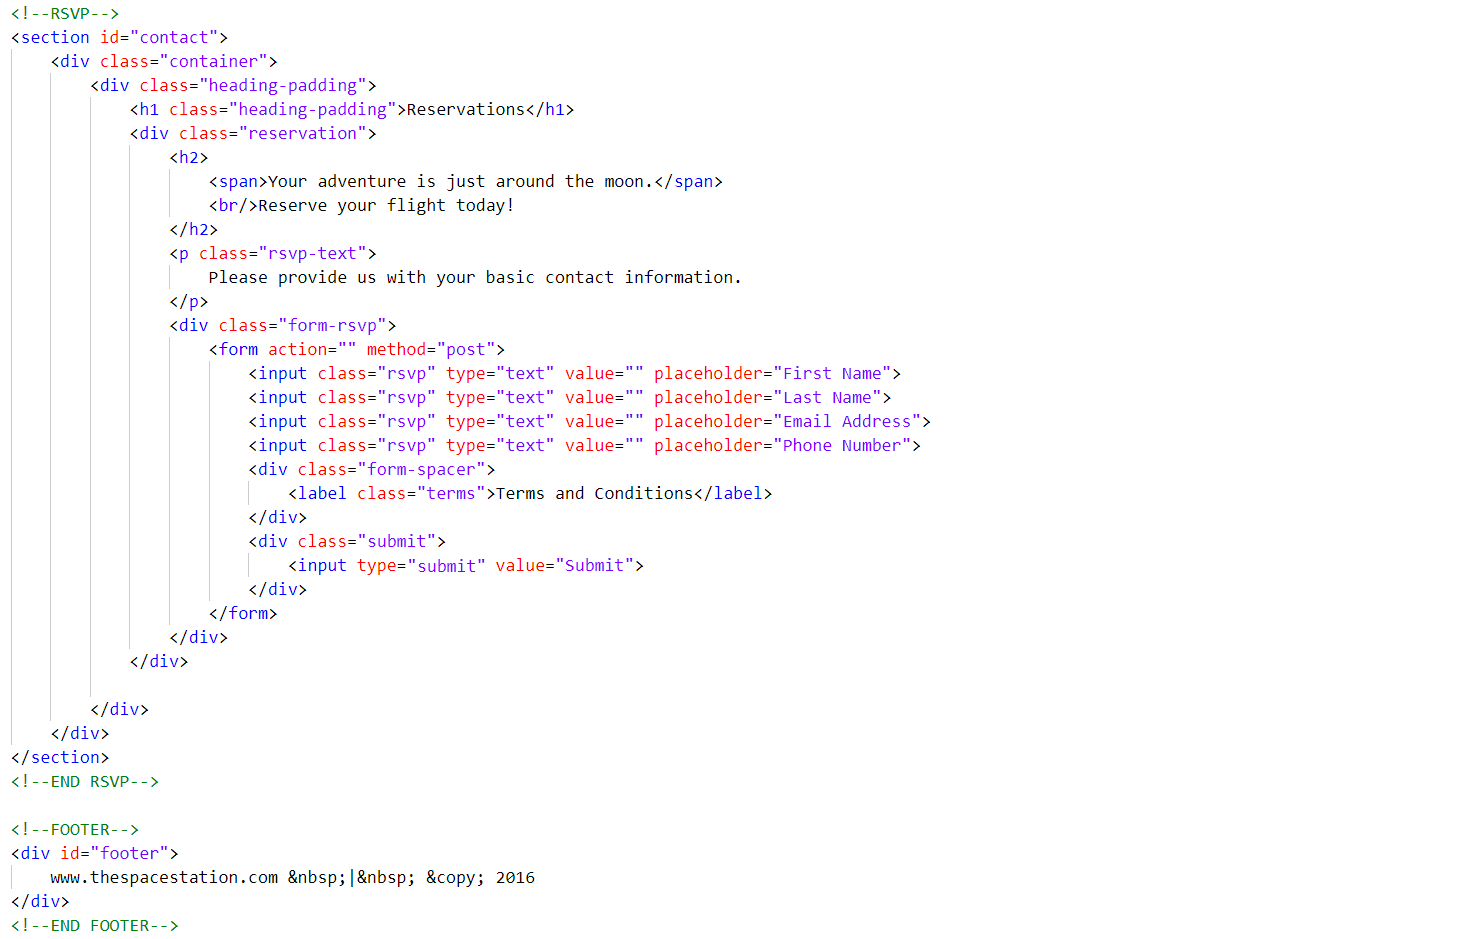 <!--RSVP-->
<section id="contact">
    <div class="container">
        <div class="heading-padding">
            <h1 class="heading-padding">Reservations</h1>
            <div class="reservation">
                <h2>
                    <span>Your adventure is just around the moon.</span>
                    <br/>Reserve your flight today!
                </h2>
                <p class="rsvp-text">
                    Please provide us with your basic contact information.
                </p>
                <div class="form-rsvp">
                    <form action="" method="post">
                        <input class="rsvp" type="text" value="" placeholder="First Name">
                        <input class="rsvp" type="text" value="" placeholder="Last Name">
                        <input class="rsvp" type="text" value="" placeholder="Email Address">
                        <input class="rsvp" type="text" value="" placeholder="Phone Number">
                        <div class="form-spacer">
                            <label class="terms">Terms and Conditions</label>
                        </div>
                        <div class="submit">
                            <input type="submit" value="Submit">
                        </div>
                    </form>
                </div>
            </div>

        </div>
    </div>
</section>
<!--END RSVP-->

<!--FOOTER-->
<div id="footer">
    www.thespacestation.com &nbsp;|&nbsp; &copy; 2016
</div>
<!--END FOOTER-->